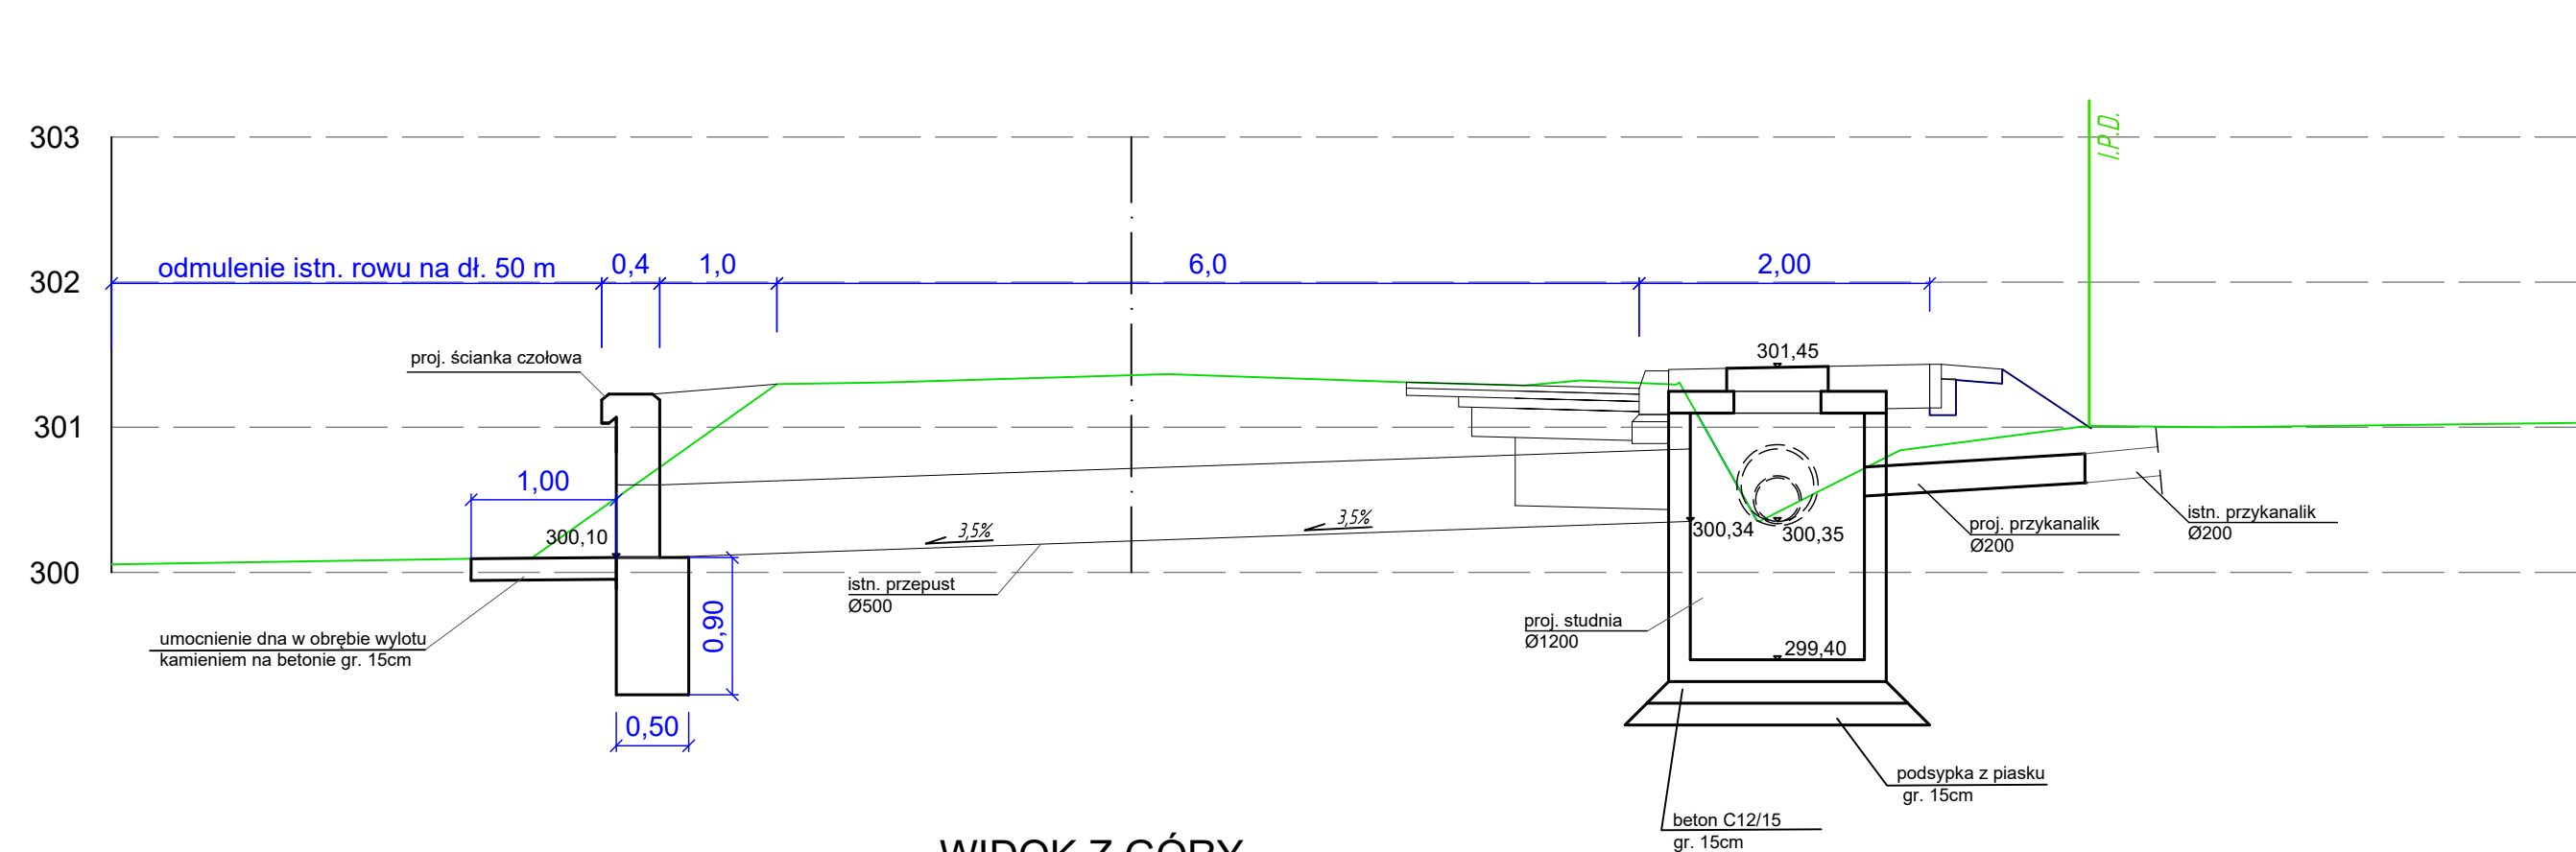 303
I.P.D.
302
odmulenie istn. rowu na dł. 50 m
0,4
1,0
6,0
2,00
proj. ścianka czołowa
301,45
301
1,00
300,10
3,5%
3,5%
300,34
300,35
proj. przykanalik
Ø200
istn. przykanalik
Ø200
300
istn. przepust
Ø500
0,90
umocnienie dna w obrębie wylotu
kamieniem na betonie gr. 15cm
proj. studnia
Ø1200
299,40
0,50
podsypka z piasku
gr. 15cm
beton C12/15
gr. 15cm
WIDOK Z GÓRY